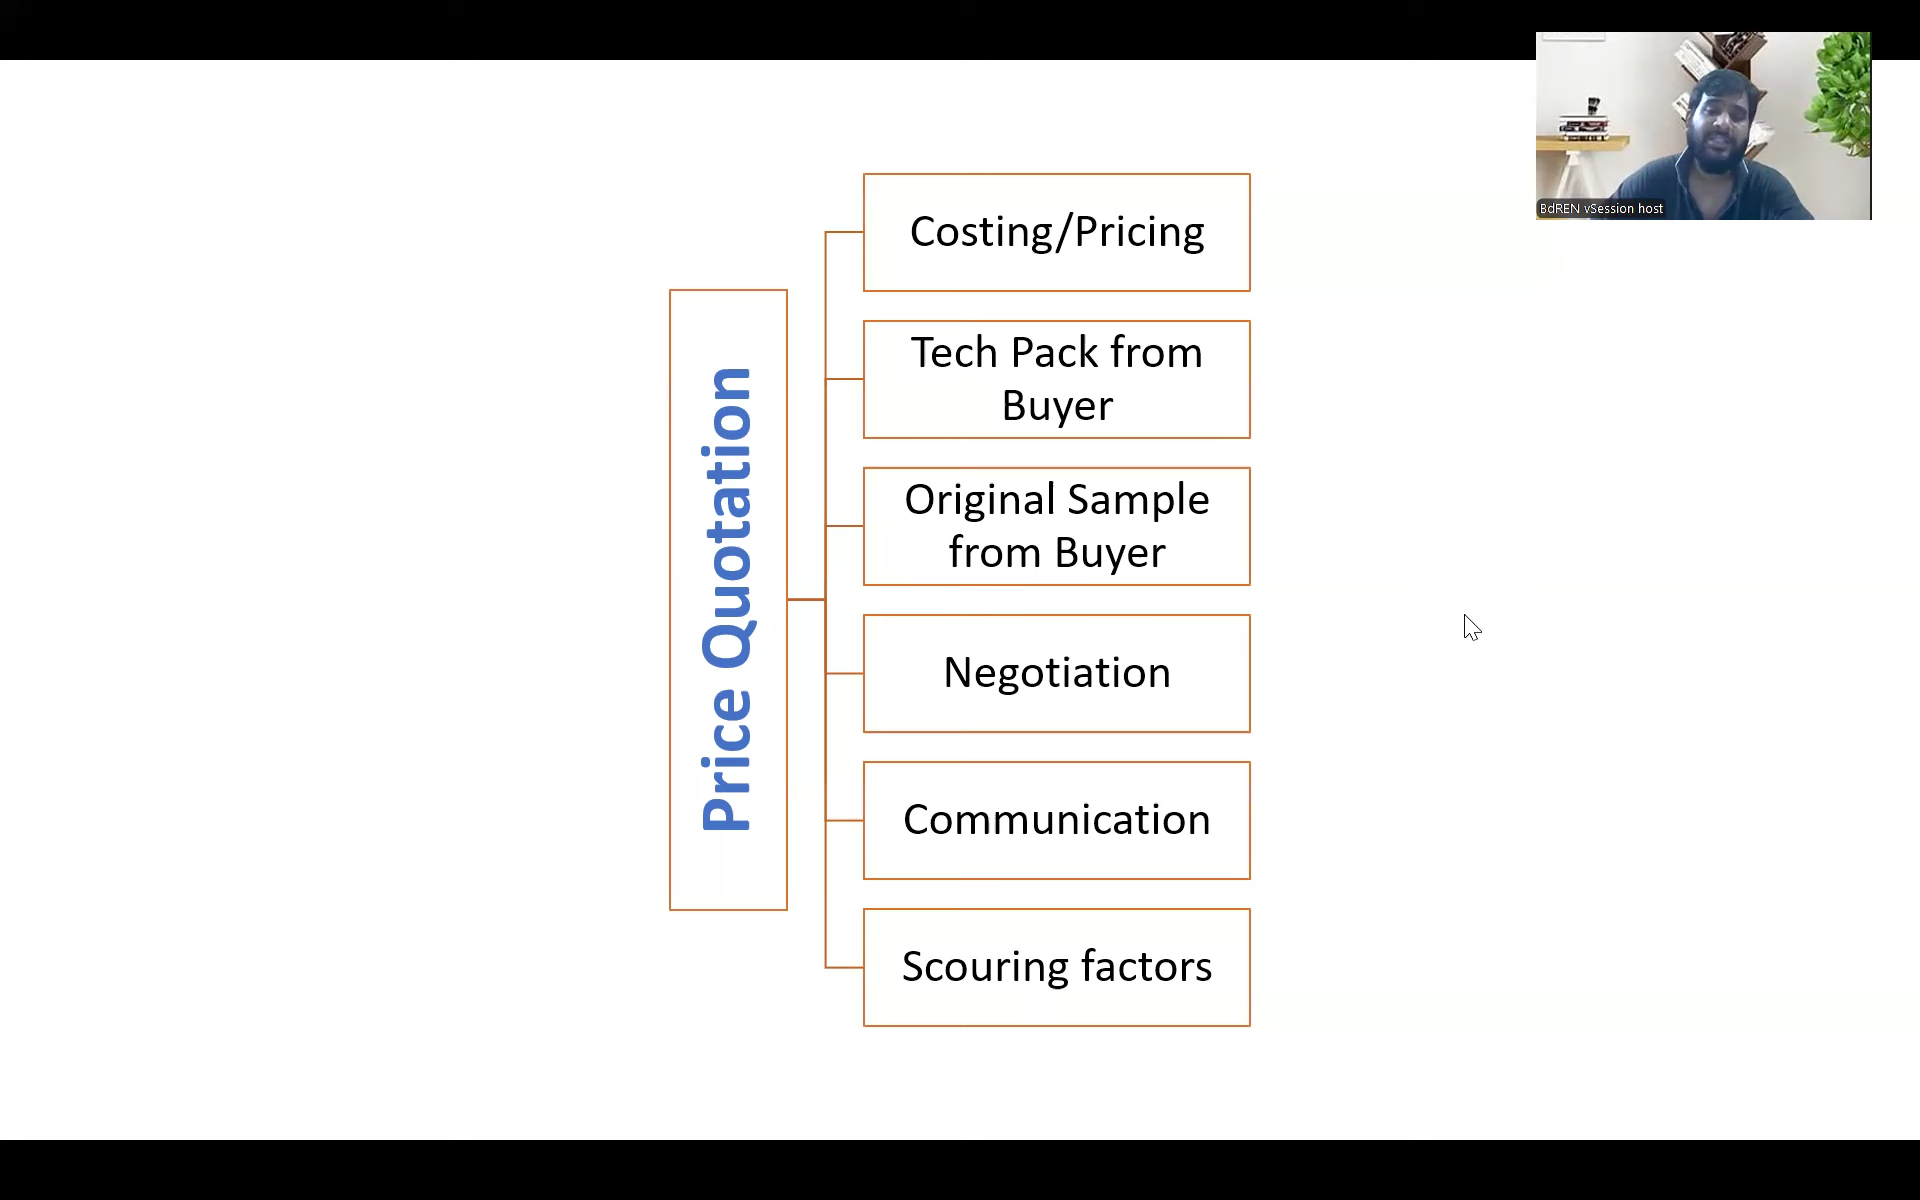 BdREN vSession host
Price Quotation
Costing/Pricing
Tech Pack from
Buyer
Original Sample
from Buyer
Negotiation
Communication
Scouring factors